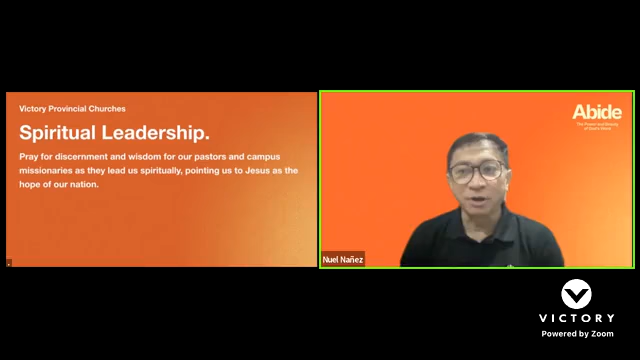 Victory Provincial Churches
Spiritual Leadership.
Pray for discernment and wisdom for our pastors and campus
missionaries as they lead us spiritually, pointing us to Jesus as the
hope of our nation.
Abide
Nuel Nañez
VICTORY
Powered by Zoom